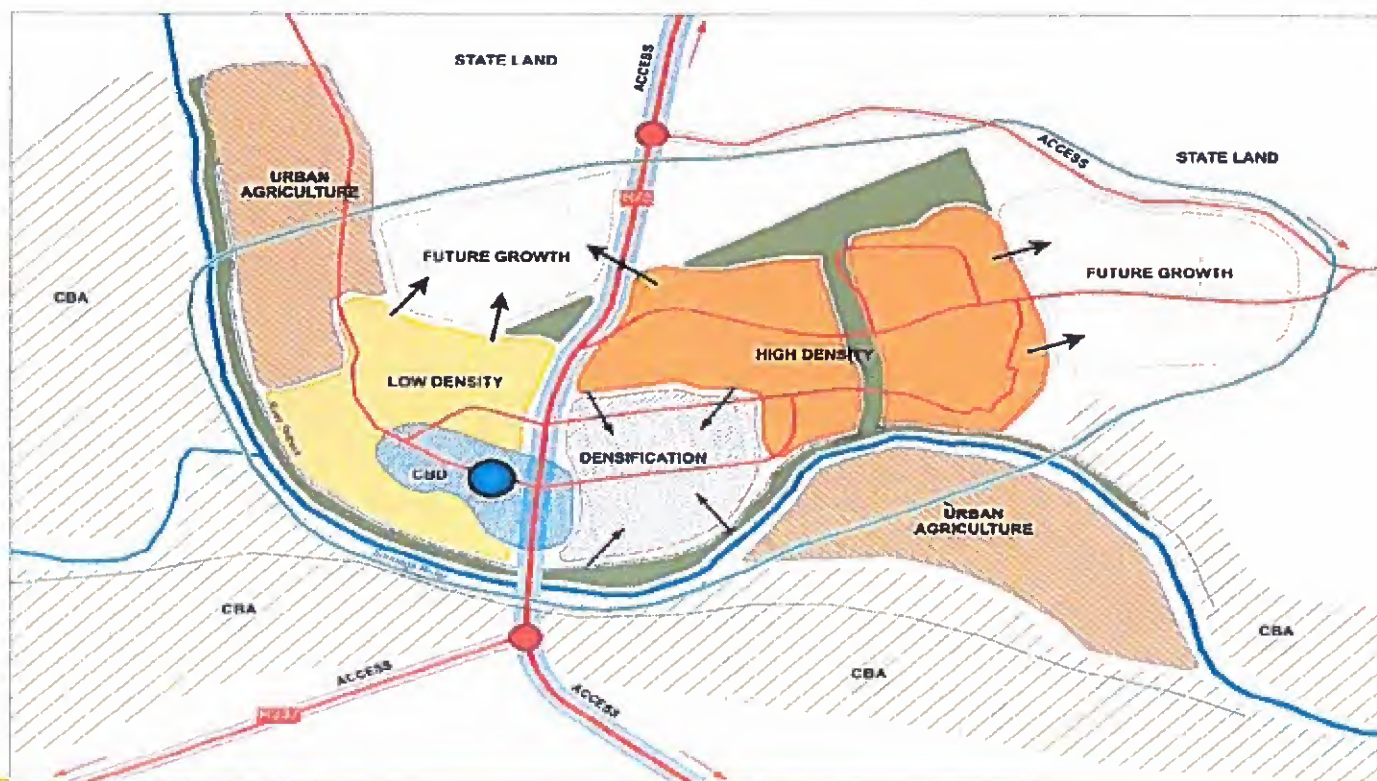 STATE LAND
ACCESS
ACCESS
STATE LAND
URBAN
AGRICULTURE
FUTURE GROWTH
FUTURE GROWTH
CBA
HIGH DENSITY
LOW DENSITY
CBD
DENSIFICATION
URBAN
AGRICULTURE
CBA
CBA
CBA
ACCESS
ACCESS